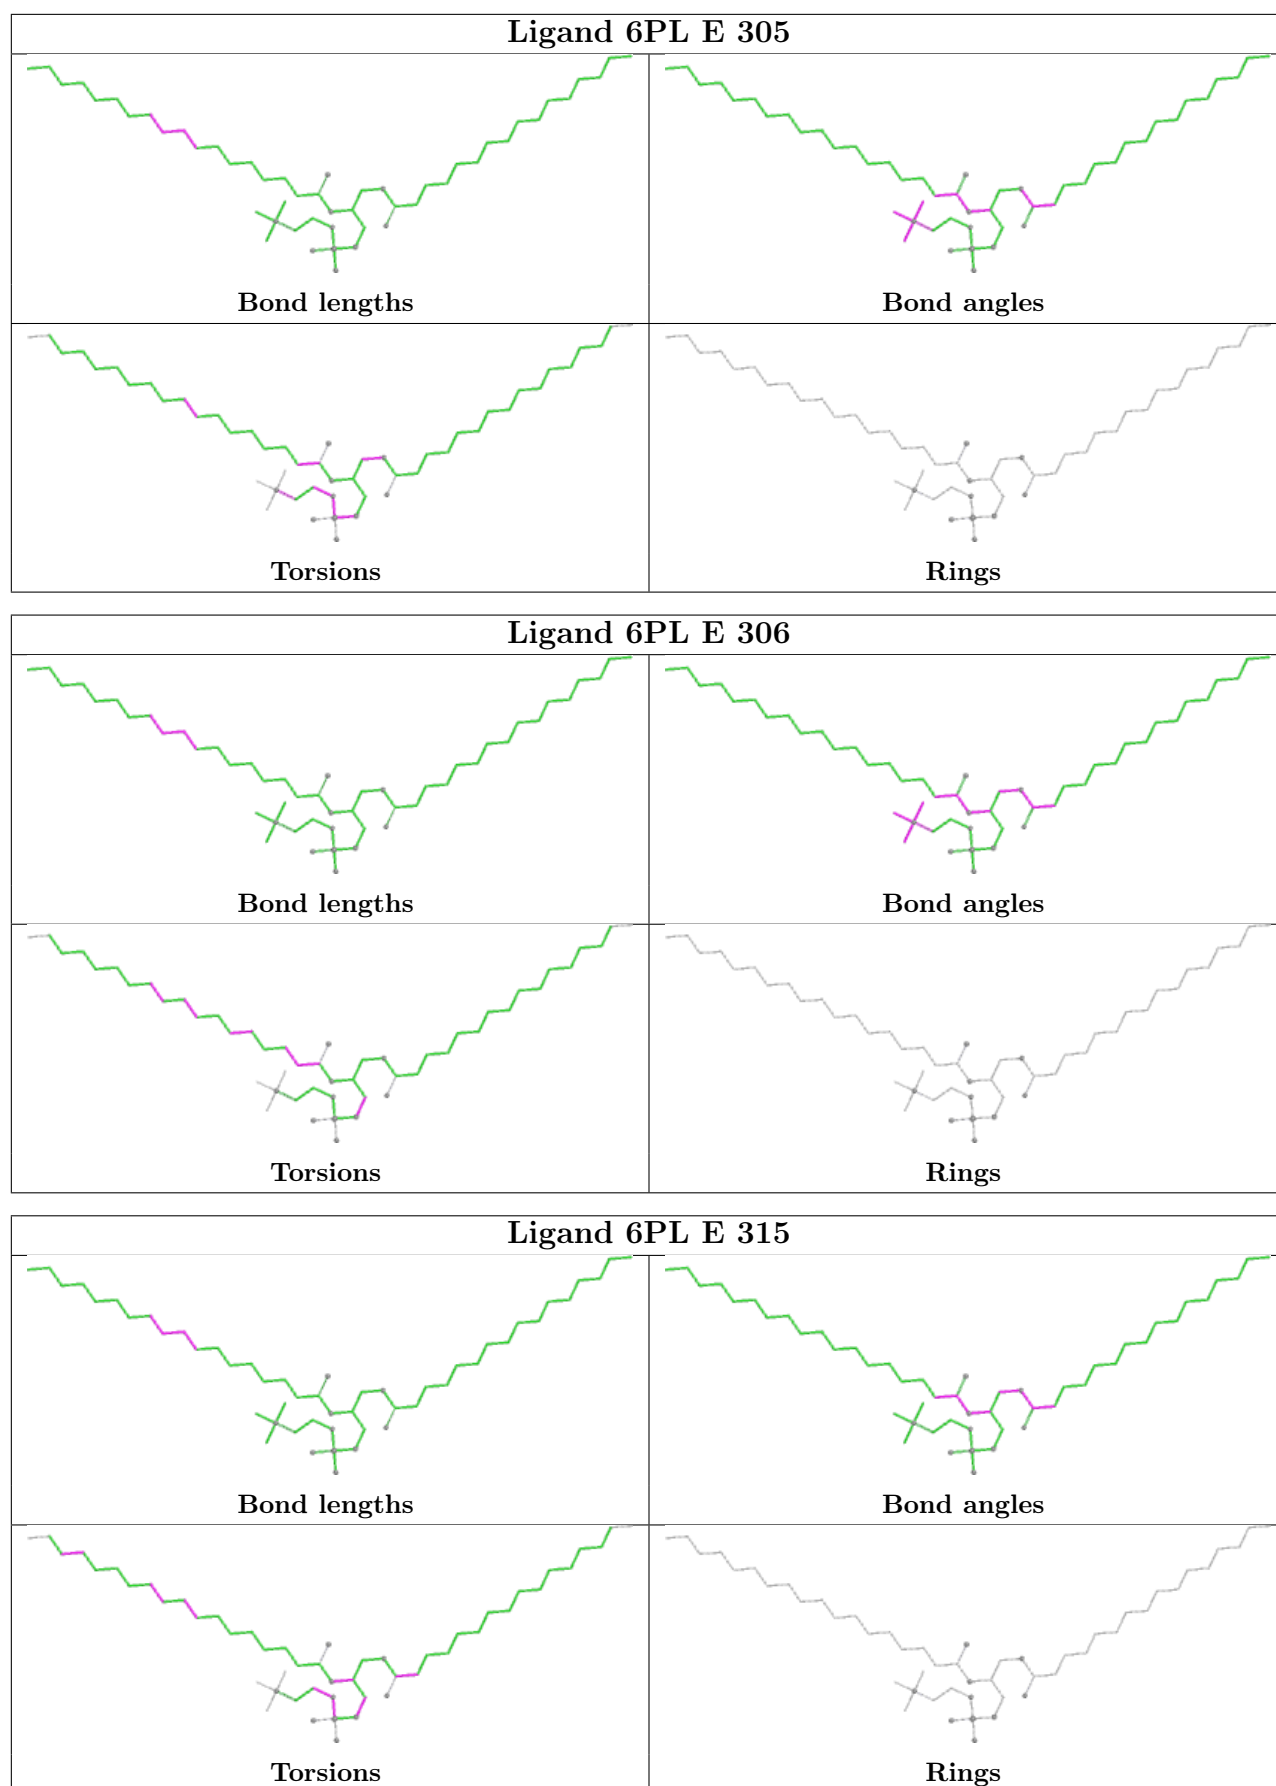 Ligand 6PL E 305
Bond lengths
Bond angles
Torsions
Rings
Ligand 6PL E 306
Bond lengths
Bond angles
Torsions
Rings
Ligand 6PL E 315
Bond lengths
Bond angles
Torsions
Rings